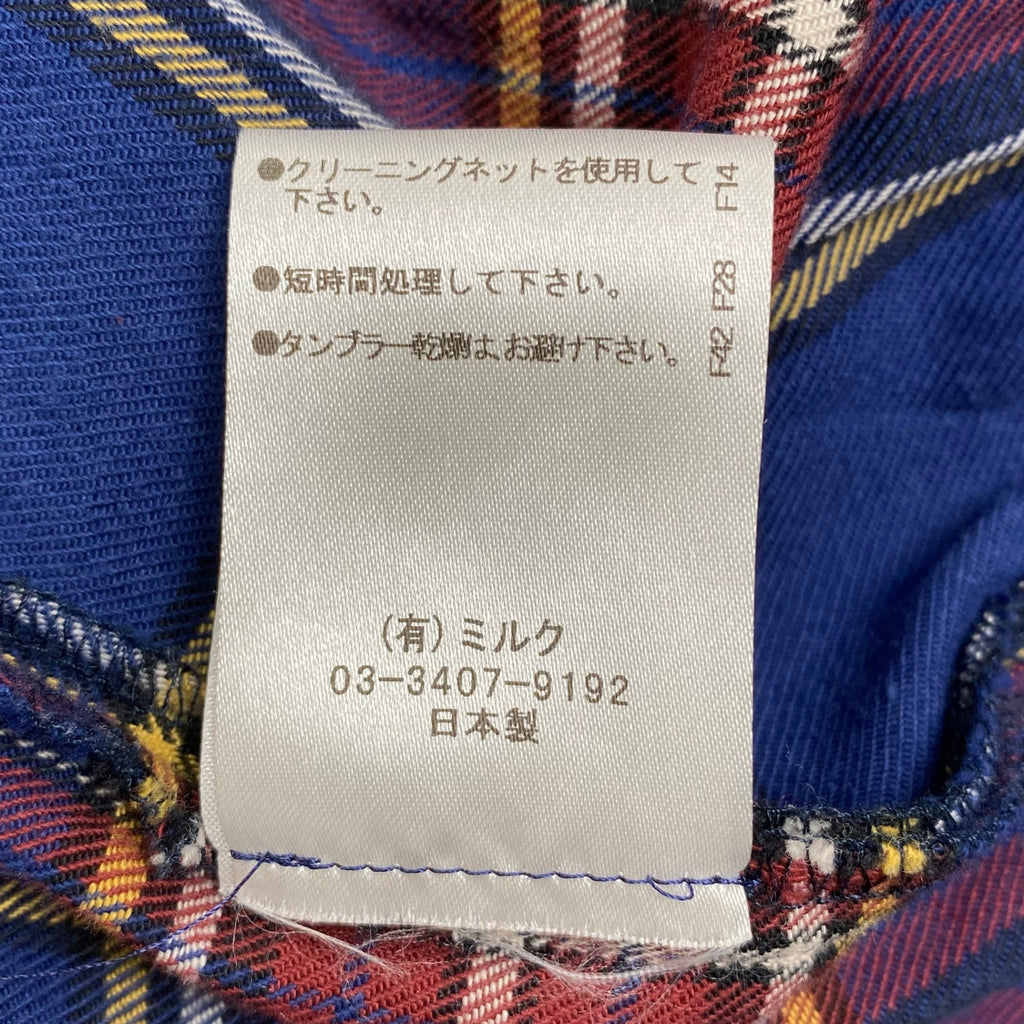 ●クリーニングネットを使用して
下さい。
●短時間処理して下さい。
●タンブラー乾燥はお避け下さい。
F42 F28 F14
(有)ミルク
03-3407-9192
日本製